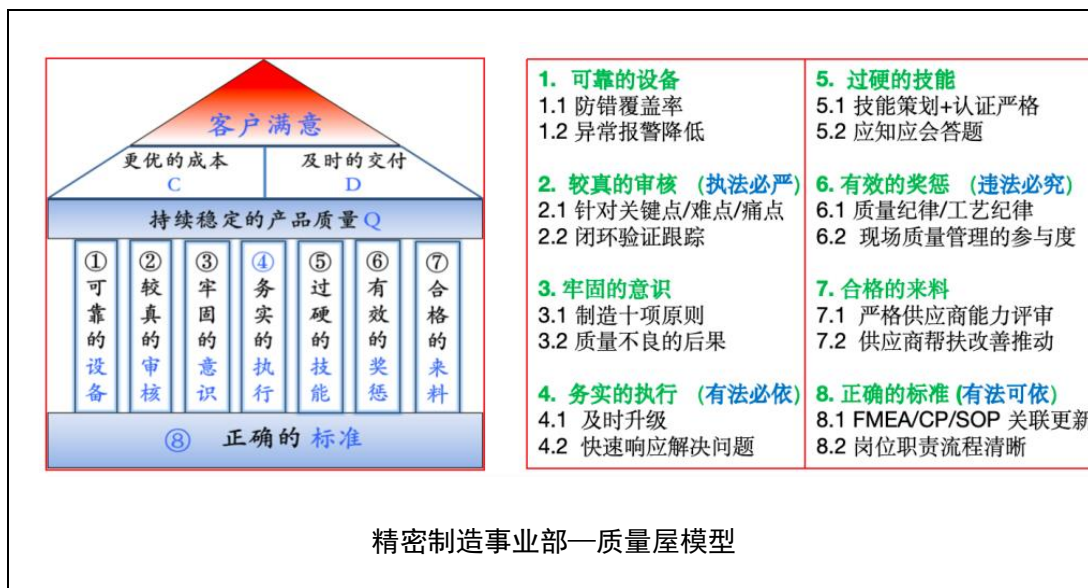 客户满意
更优的成本
C
及时的交付
D
持续稳定的产品质量Q
①可靠的设备
②较真的审核
③牢固的意识
④务实的执行
⑤过硬的技能
⑥有效的奖惩
⑦合格的来料
⑧ 正确的 标准
1. 可靠的设备
1.1 防错覆盖率
1.2 异常报警降低
2. 较真的审核 (执法必严)
2.1 针对关键点/难点/痛点
2.2 闭环验证跟踪
3. 牢固的意识
3.1 制造十项原则
3.2 质量不良的后果
4. 务实的执行 (有法必依)
4.1 及时升级
4.2 快速响应解决问题
5. 过硬的技能
5.1 技能策划+认证严格
5.2 应知应会答题
6. 有效的奖惩 (违法必究)
6.1 质量纪律/工艺纪律
6.2 现场质量管理的参与度
7. 合格的来料
7.1 严格供应商能力评审
7.2 供应商帮扶改善推动
8. 正确的标准 (有法可依)
8.1 FMEA/CP/SOP 关联更新
8.2 岗位职责流程清晰
精密制造事业部—质量屋模型